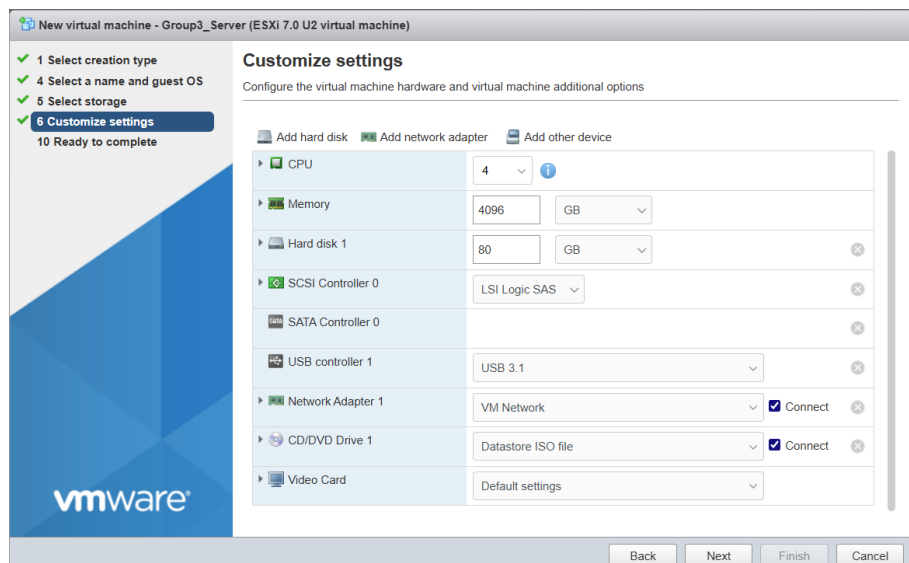 New virtual machine - Group3_Server (ESXi 7.0 U2 virtual machine)
1 Select creation type
4 Select a name and guest OS
5 Select storage
6 Customize settings
10 Ready to complete
vmware®
Customize settings
Configure the virtual machine hardware and virtual machine additional options
Add hard disk Add network adapter Add other device
CPU 4
Memory 4096 GB
Hard disk 1 80 GB
SCSI Controller 0 LSI Logic SAS
SATA SATA Controller 0
USB controller 1 USB 3.1
Network Adapter 1 VM Network Connect
CD/DVD Drive 1 Datastore ISO file Connect
Video Card Default settings
Back Next Finish Cancel